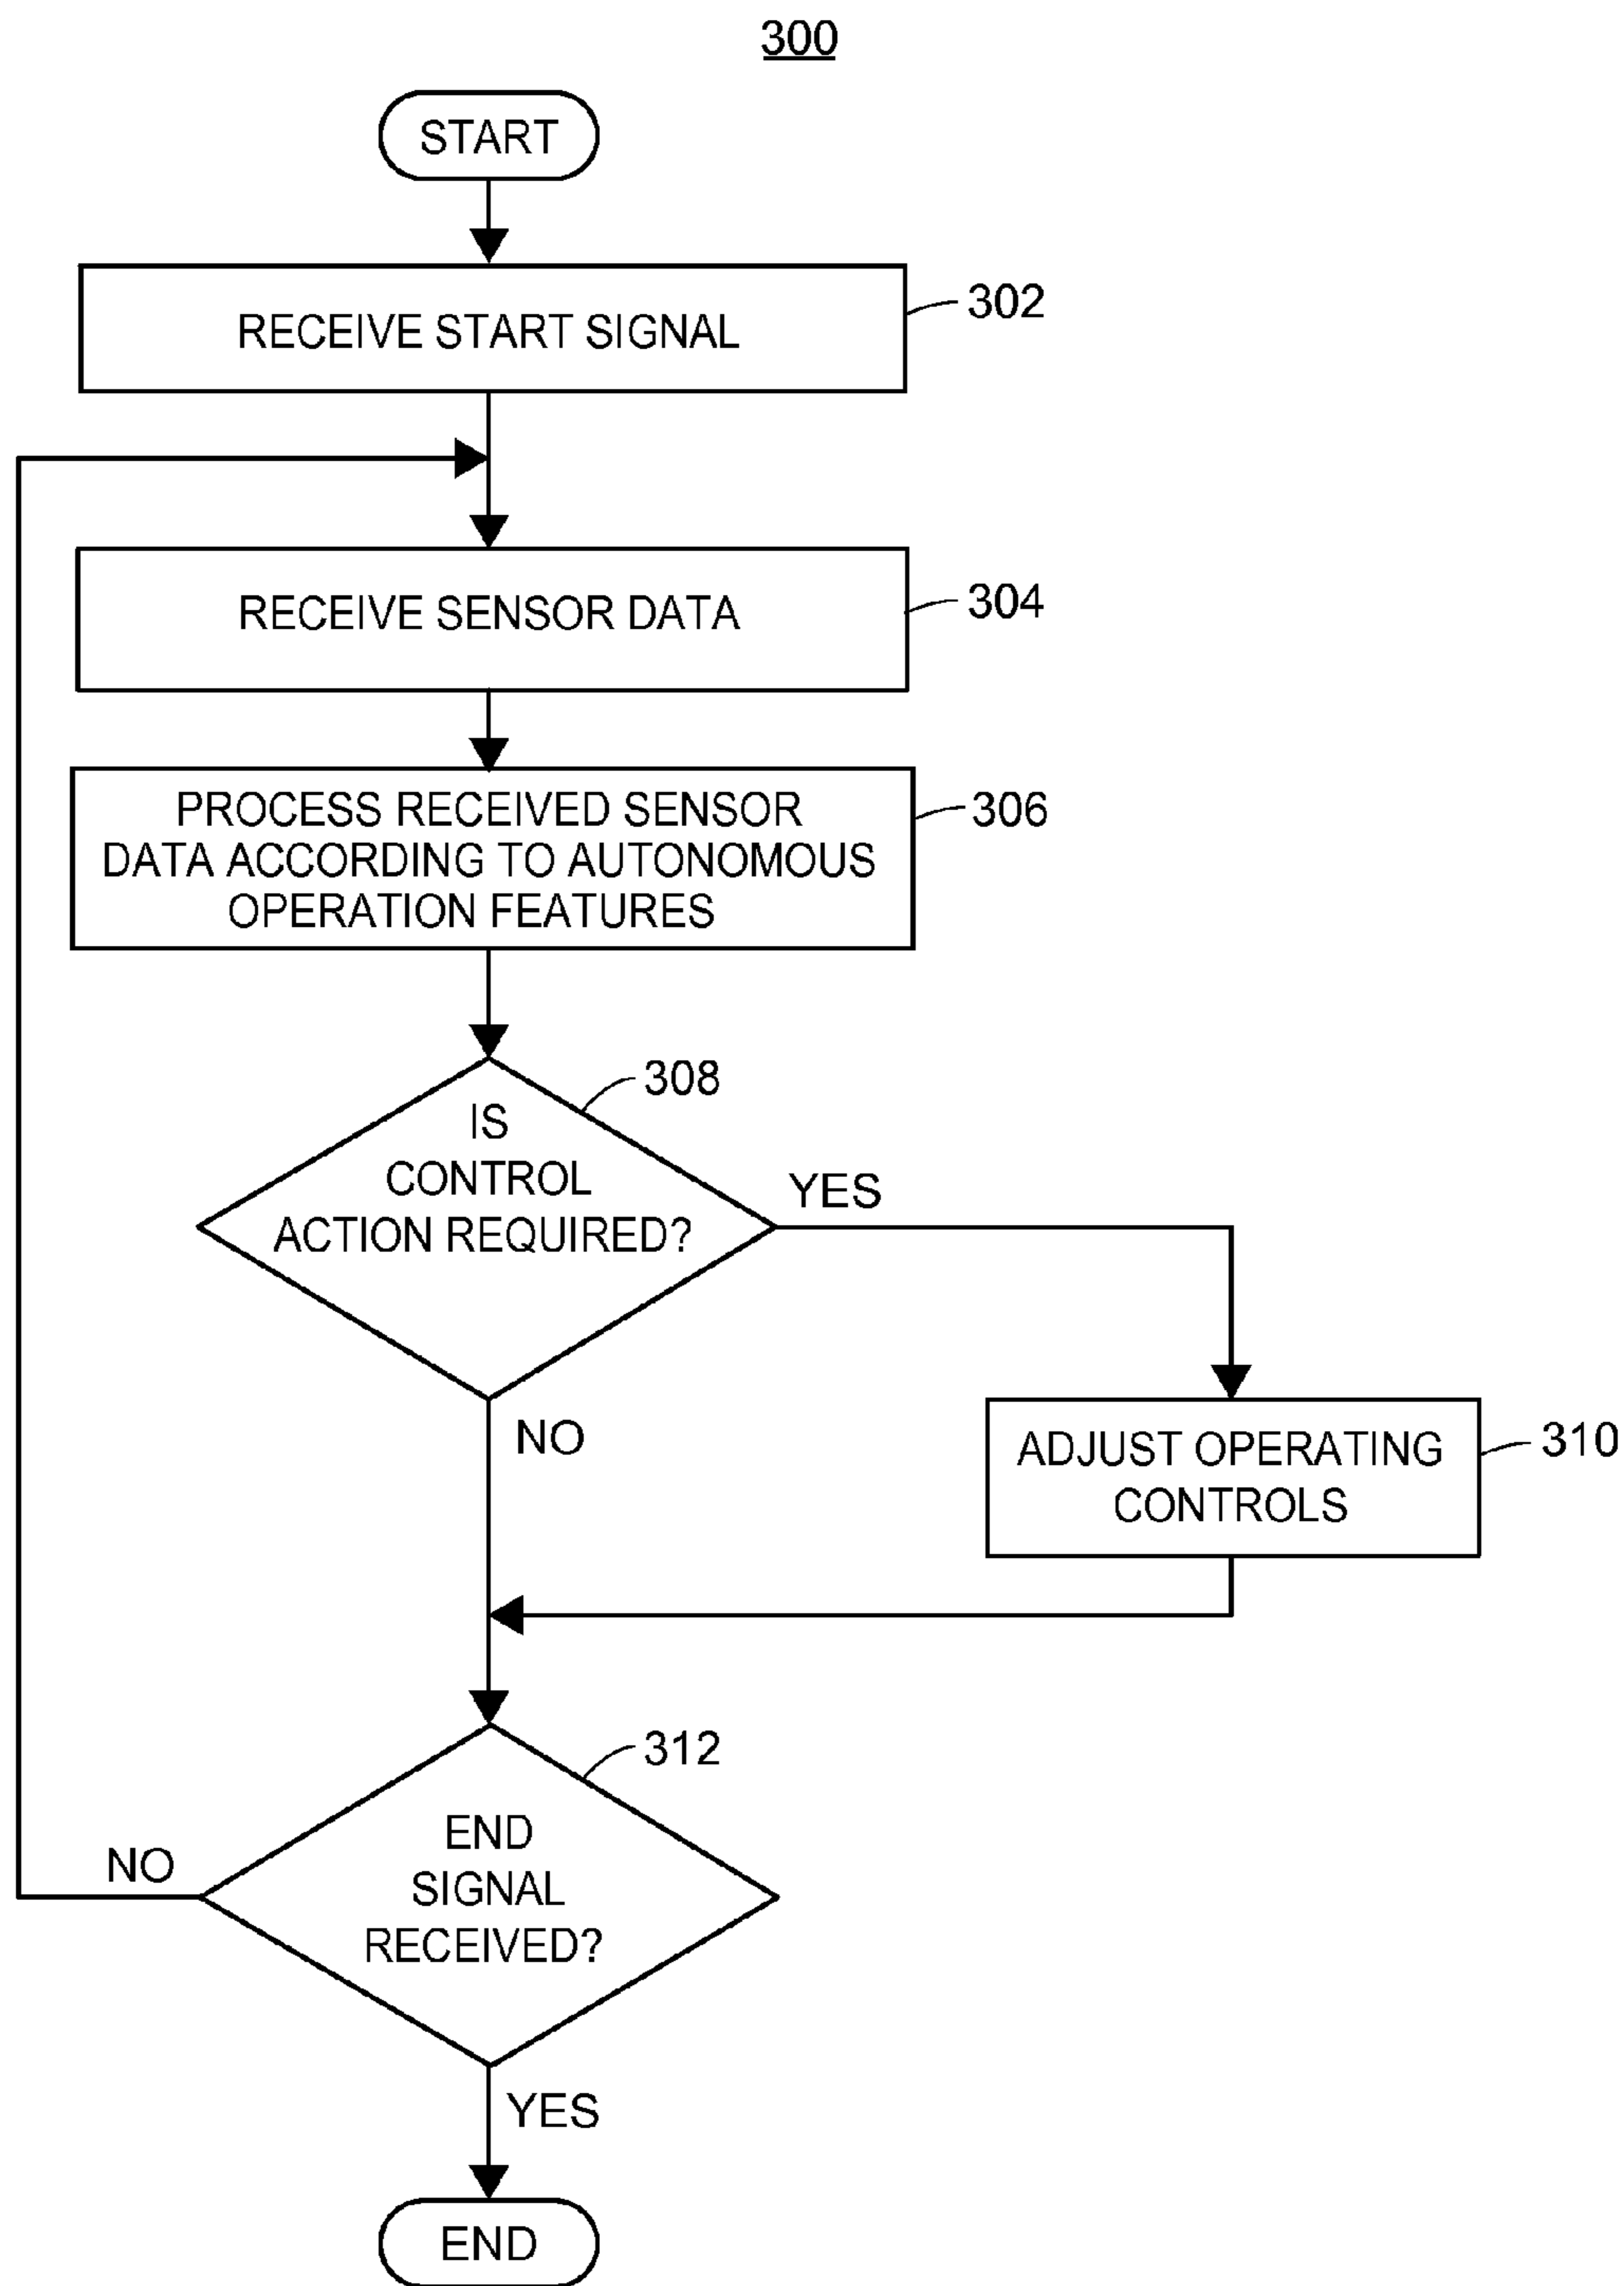 300
START
RECEIVE START SIGNAL
302
RECEIVE SENSOR DATA
304
PROCESS RECEIVED SENSOR
DATA ACCORDING TO AUTONOMOUS
OPERATION FEATURES
306
308
IS
CONTROL
ACTION REQUIRED?
YES
NO
ADJUST OPERATING
CONTROLS
310
312
END
SIGNAL
RECEIVED?
NO
YES
END